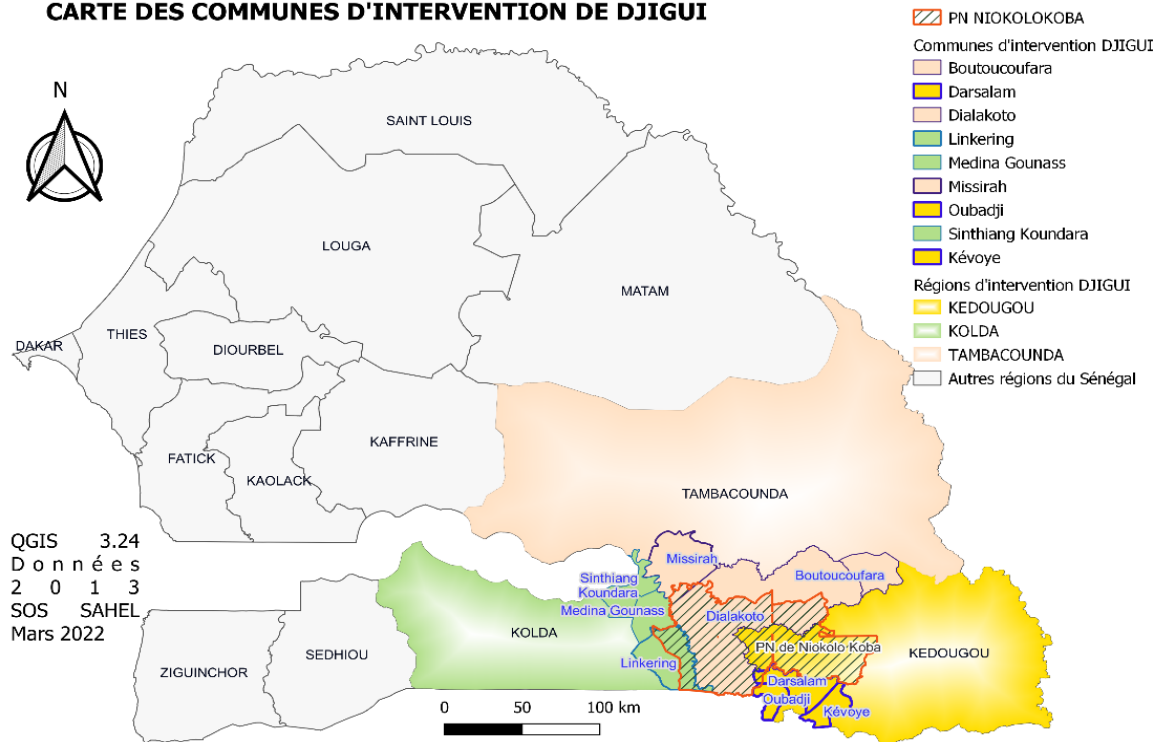 CARTE DES COMMUNES D'INTERVENTION DE DJIGUI
PN NIOKOLOKOBA
Communes d'intervention DJIGUI
Boutoucoufara
Darsalam
Dialakoto
Linkering
Medina Gounass
Missirah
Oubadji
Sinthiang Koundara
Kévoye
Régions d'intervention DJIGUI
KEDOUGOU
KOLDA
TAMBACOUNDA
Autres régions du Sénégal
N
SAINT LOUIS
LOUGA
MATAM
THIES
DAKAR
DIOURBEL
KAFFRINE
FATICK
KAOLACK
TAMBACOUNDA
QGIS 3.24
Données
2013
SOS SAHEL
Mars 2022
Missirah
Boutoucoufara
Sinthiang
Koundara
Medina Gounass
Dialakoto
KOLDA
PN de Niokolo Koba
KEDOUGOU
SEDHIOU
ZIGUINCHOR
Linkering
Darsalam
Oubadji
Kévoye
0 50 100 km